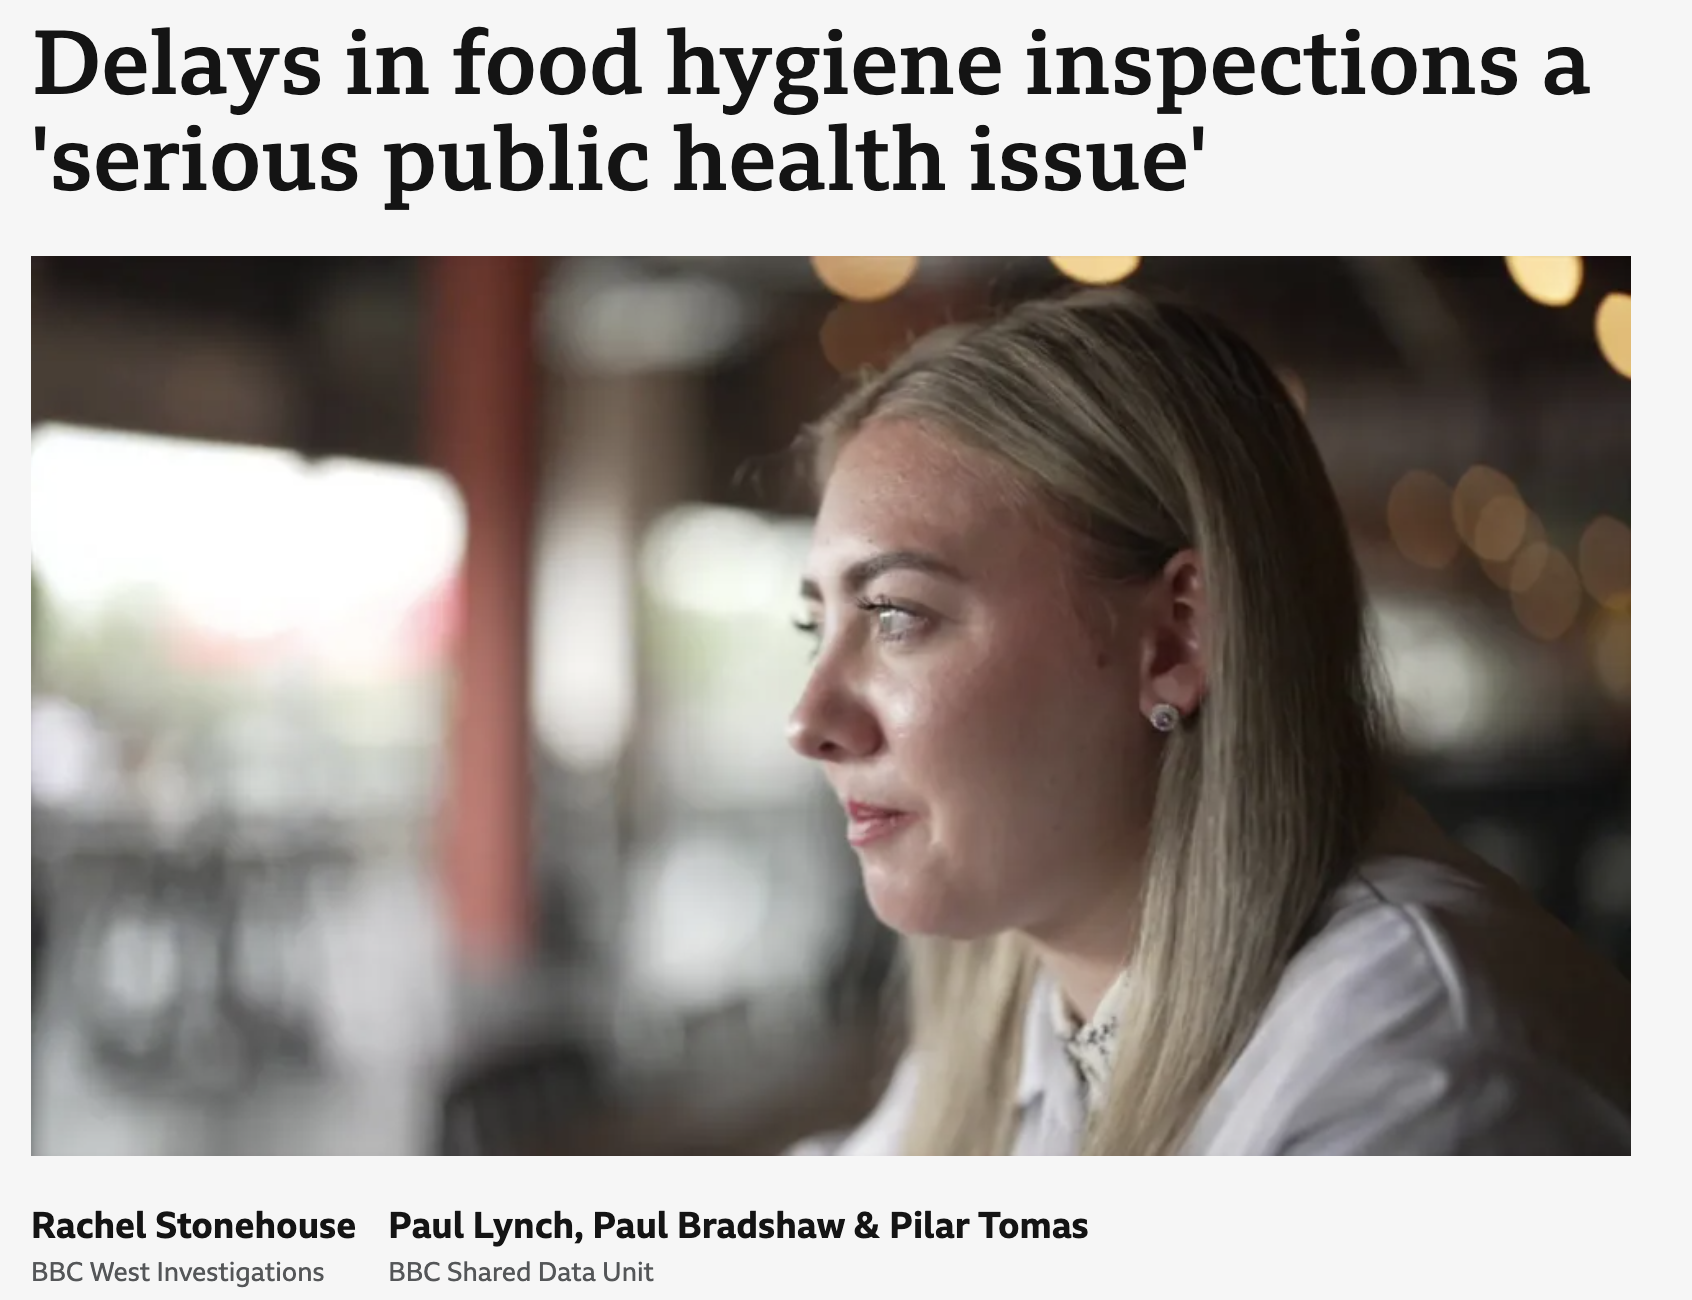 Delays in food hygiene inspections a
'serious public health issue'
Rachel Stonehouse
BBC West Investigations
Paul Lynch, Paul Bradshaw & Pilar Tomas
BBC Shared Data Unit